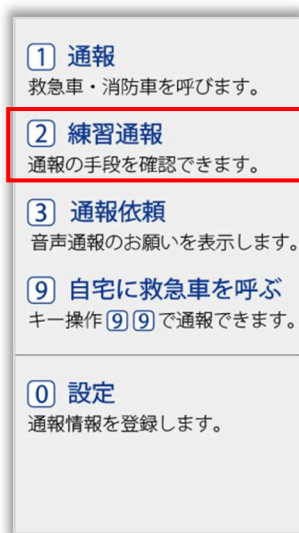 1 通報
救急車・消防車を呼びます。
2 練習通報
通報の手段を確認できます。
3 通報依頼
音声通報のお願いを表示します。
9 自宅に救急車を呼ぶ
キー操作99で通報できます。
0 設定
通報情報を登録します。